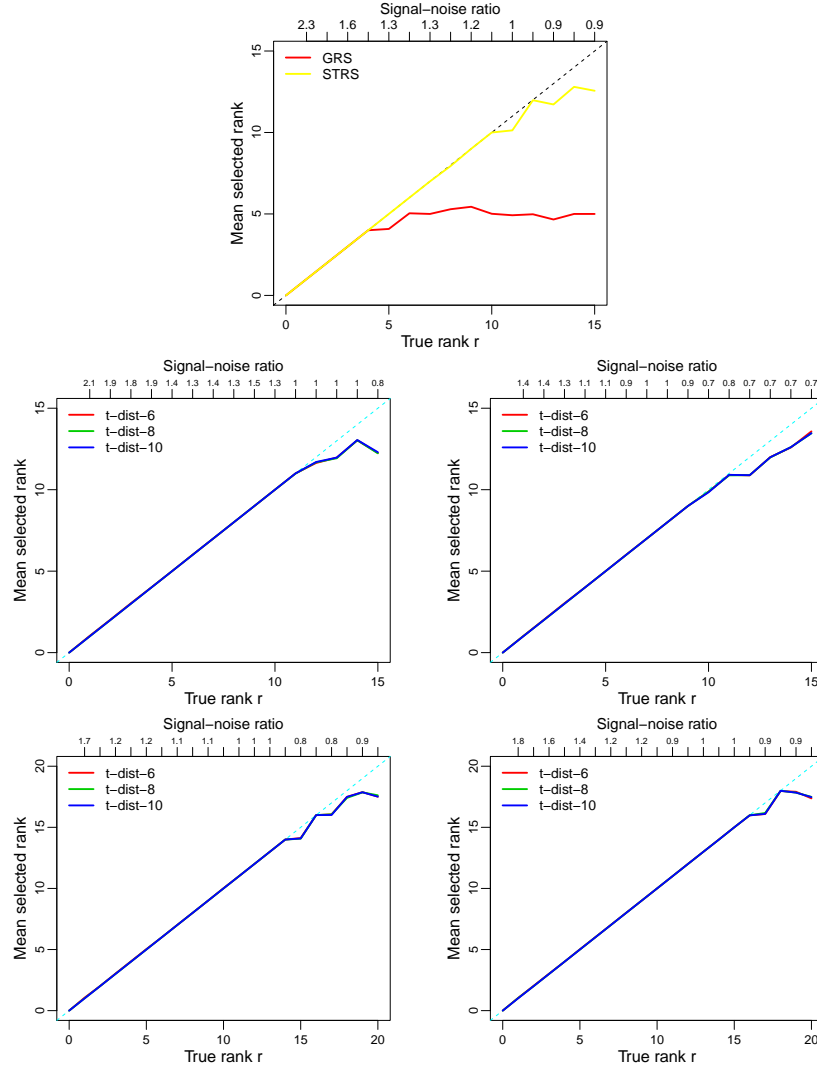 Signal−noise ratio
2.3 1.6 1.3 1.3 1.2 1 0.9 0.9
GRS
STRS
Mean selected rank
0 5 10 15
0 5 10 15
True rank r
Signal−noise ratio
2.1 1.9 1.8 1.9 1.4 1.3 1.4 1.3 1.5 1.3 1 1 1 1 0.8
t−dist−6
t−dist−8
t−dist−10
Mean selected rank
0 5 10 15
0 5 10 15
True rank r
Signal−noise ratio
1.4 1.4 1.3 1.1 1.1 0.9 1 1 0.9 0.7 0.8 0.7 0.7 0.7 0.7
t−dist−6
t−dist−8
t−dist−10
Mean selected rank
0 5 10 15
0 5 10 15
True rank r
Signal−noise ratio
1.7 1.2 1.2 1.1 1.1 1 1 1 0.8 0.8 0.9
t−dist−6
t−dist−8
t−dist−10
Mean selected rank
0 5 10 15 20
0 5 10 15 20
True rank r
Signal−noise ratio
1.8 1.6 1.4 1.2 1.2 0.9 1 1 0.9 0.9
t−dist−6
t−dist−8
t−dist−10
Mean selected rank
0 5 10 15 20
0 5 10 15 20
True rank r